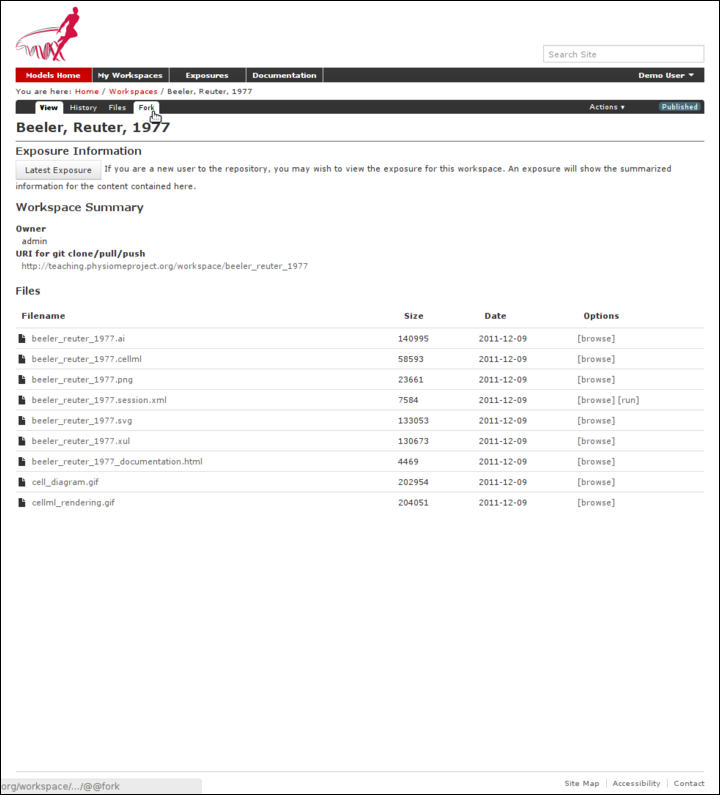 Search Site
Models Home My Workspaces Exposures Documentation Demo User ▼
You are here: Home / Workspaces / Beeler, Reuter, 1977
View History Files Fork Actions ▾ Published
Beeler, Reuter, 1977
Exposure Information
Latest Exposure If you are a new user to the repository, you may wish to view the exposure for this workspace. An exposure will show the summarized
information for the content contained here.
Workspace Summary
Owner
admin
URI for git clone/pull/push
http://teaching.physiomeproject.org/workspace/beeler_reuter_1977
Files
Filename Size Date Options
beeler_reuter_1977.ai 140995 2011-12-09 [browse]
beeler_reuter_1977.cellml 58593 2011-12-09 [browse]
beeler_reuter_1977.png 23661 2011-12-09 [browse]
beeler_reuter_1977.session.xml 7584 2011-12-09 [browse] [run]
beeler_reuter_1977.svg 133053 2011-12-09 [browse]
beeler_reuter_1977.xul 130673 2011-12-09 [browse]
beeler_reuter_1977_documentation.html 4469 2011-12-09 [browse]
cell_diagram.gif 202954 2011-12-09 [browse]
cellml_rendering.gif 204051 2011-12-09 [browse]
Site Map Accessibility Contact
org/workspace/.../@@fork